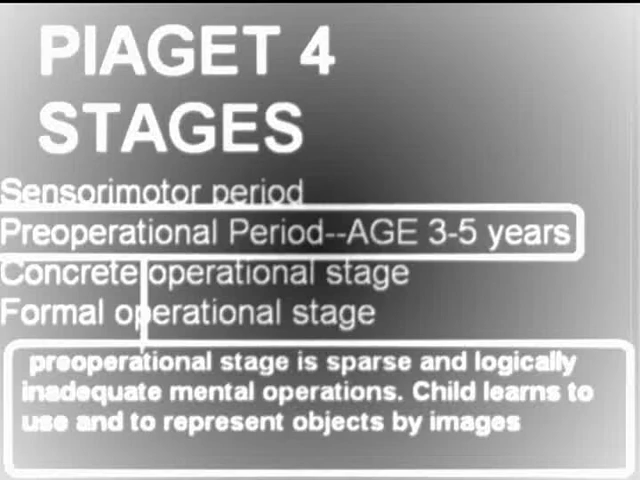 PIAGET 4
STAGES
Sensorimotor period
Preoperational Period--AGE 3-5 years
Concrete operational stage
Formal operational stage
preoperational stage is sparse and logically
inadequate mental operations. Child learns to
use and to represent objects by images